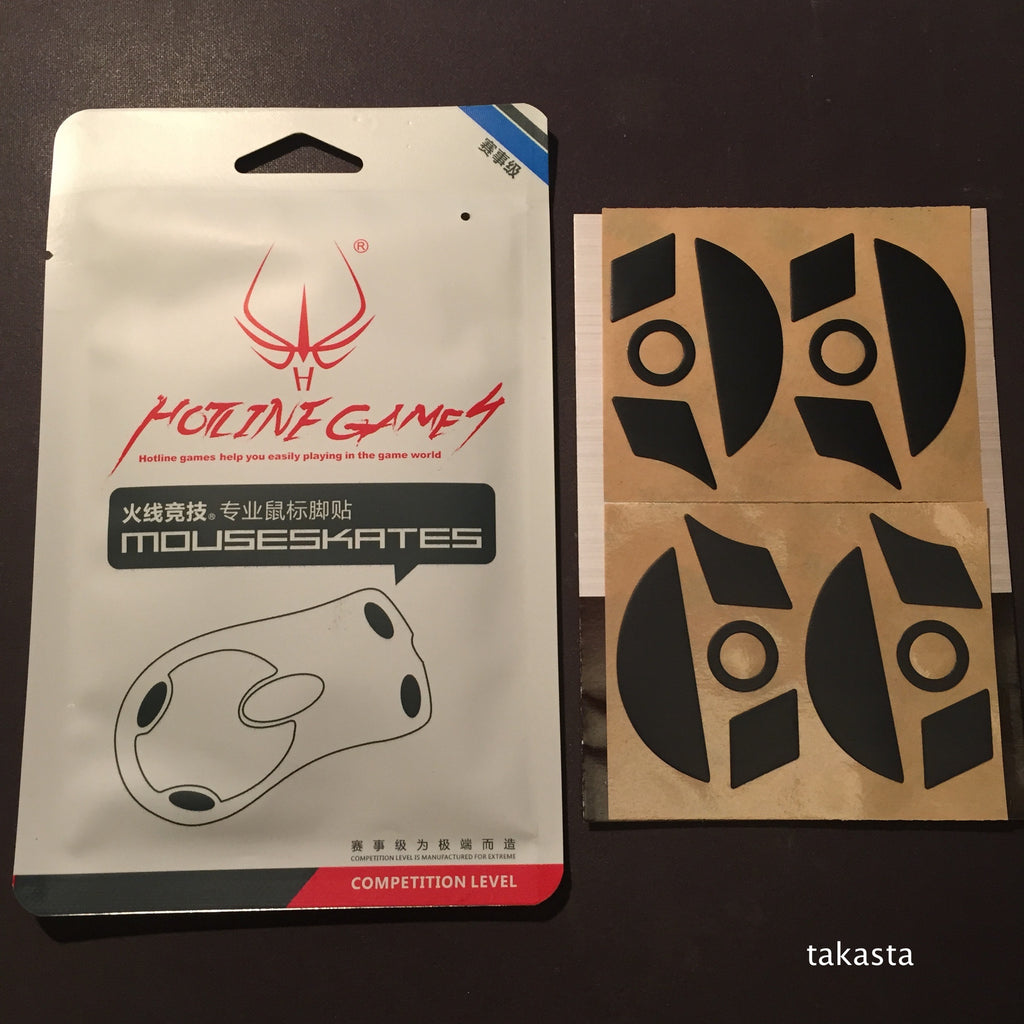 赛事级
®
H
HOTLINE GAMES
Hotline games help you easily playing in the game world
火线竞技® 专业鼠标脚贴
MOUSESKATES
赛事级为极端而造
COMPETITION LEVEL IS MANUFACTURED FOR EXTREME
COMPETITION LEVEL
takasta